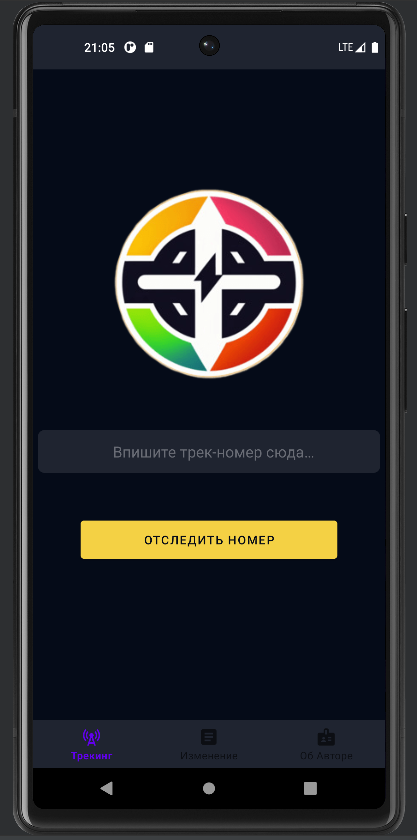 21:05 LTE
Впишите трек-номер сюда...
ОТСЛЕДИТЬ НОМЕР
Трекинг Изменение Об Авторе